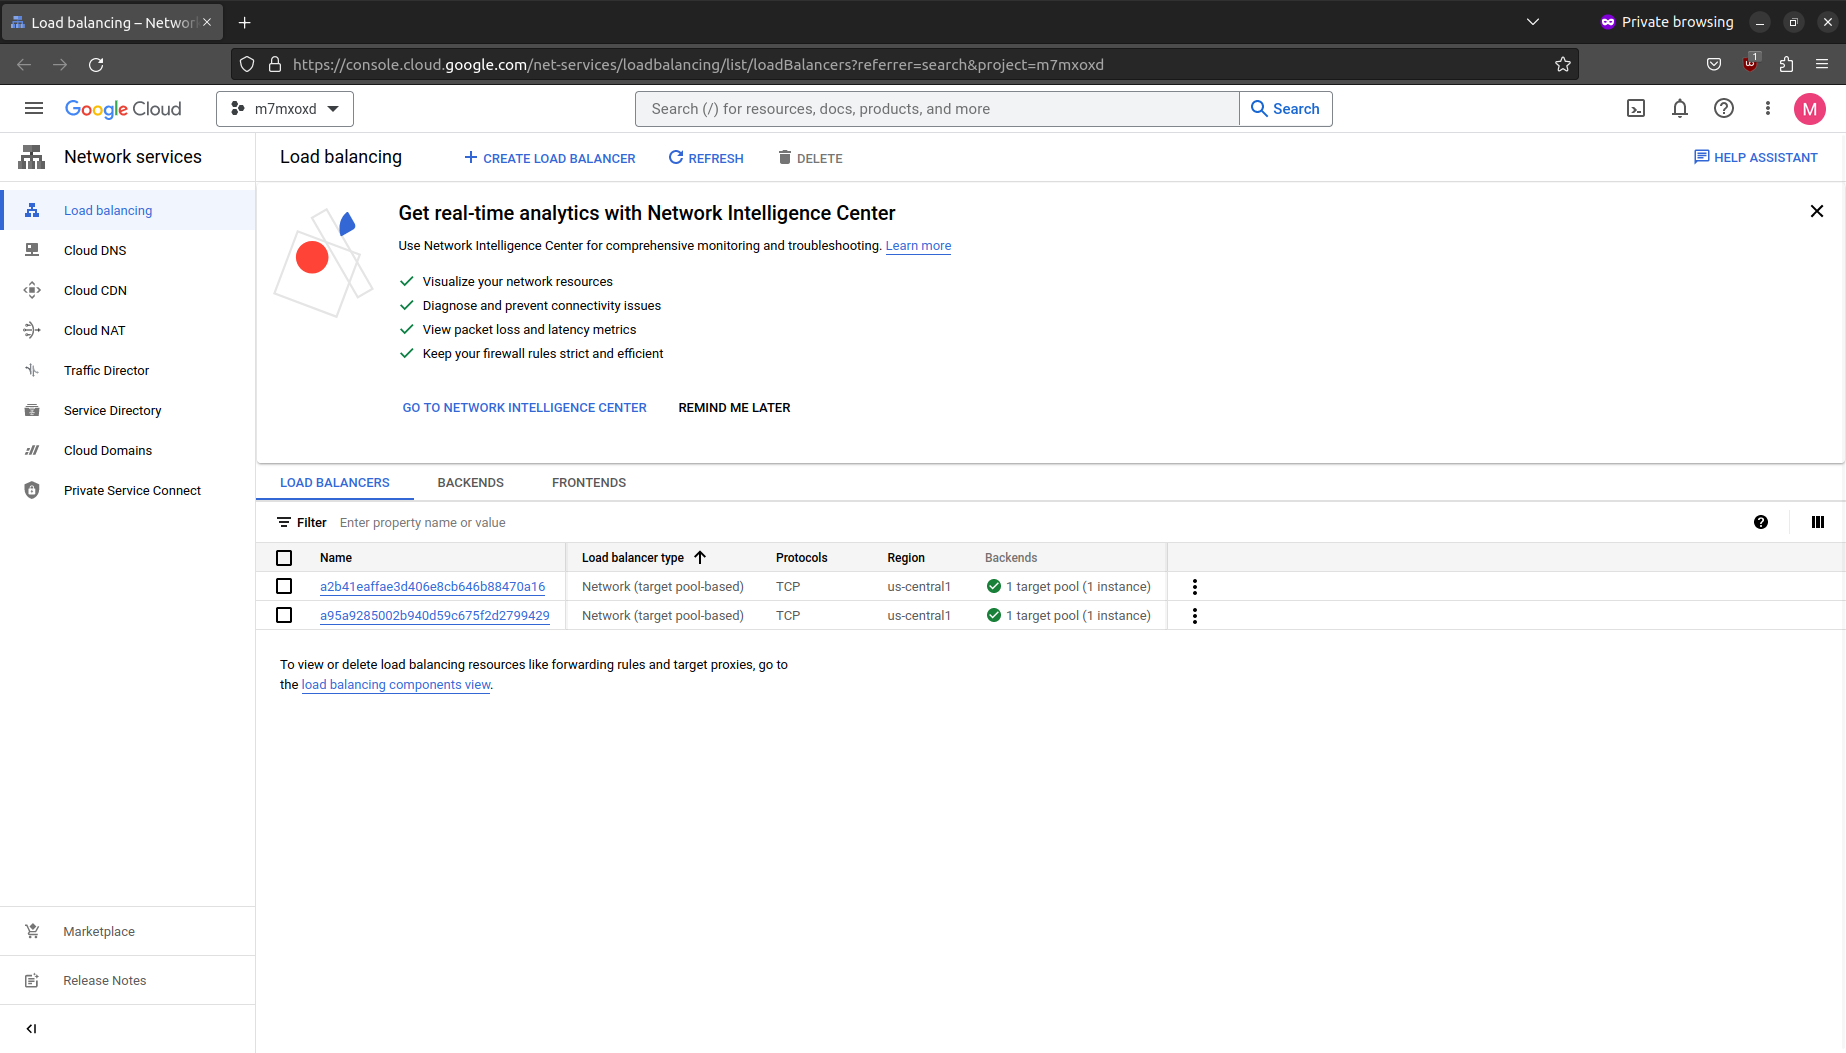 Load balancing – Networ
Private browsing
https://console.cloud.google.com/net-services/loadbalancing/list/loadBalancers?referrer=search&project=m7mxoxd
1
Google Cloud
m7mxoxd
Search (/) for resources, docs, products, and more
Search
M
Network services
Load balancing
CREATE LOAD BALANCER
REFRESH
DELETE
HELP ASSISTANT
Load balancing
Cloud DNS
Cloud CDN
Cloud NAT
Traffic Director
Service Directory
Cloud Domains
Private Service Connect
Marketplace
Release Notes
Get real-time analytics with Network Intelligence Center
Use Network Intelligence Center for comprehensive monitoring and troubleshooting. Learn more
Visualize your network resources
Diagnose and prevent connectivity issues
View packet loss and latency metrics
Keep your firewall rules strict and efficient
GO TO NETWORK INTELLIGENCE CENTER
REMIND ME LATER
LOAD BALANCERS BACKENDS FRONTENDS
Filter Enter property name or value
Name Load balancer type Protocols Region Backends
a2b41eaffae3d406e8cb646b88470a16 Network (target pool-based) TCP us-central1 1 target pool (1 instance)
a95a9285002b940d59c675f2d2799429 Network (target pool-based) TCP us-central1 1 target pool (1 instance)
To view or delete load balancing resources like forwarding rules and target proxies, go to
the load balancing components view.